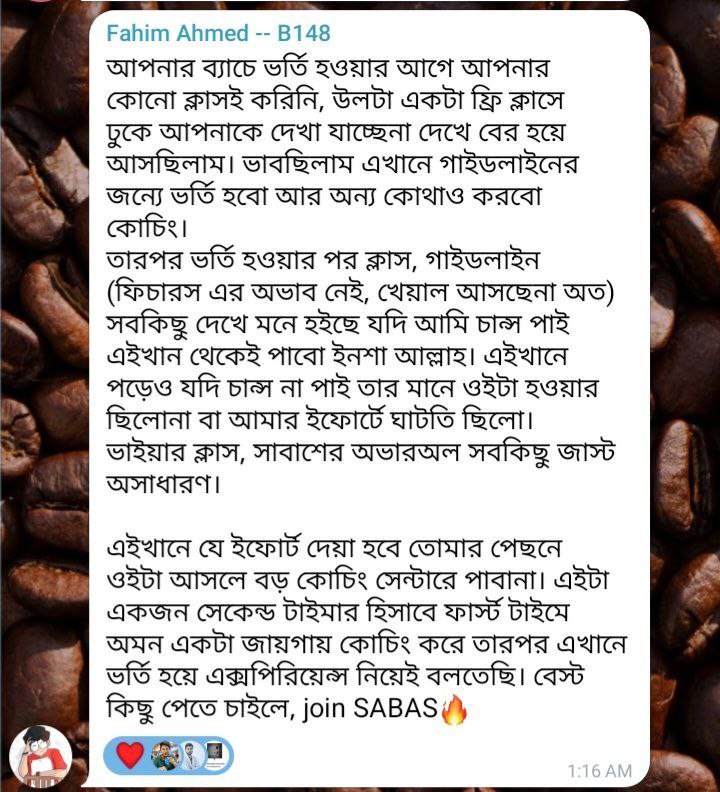 Fahim Ahmed -- B148
আপনার ব্যাচে ভর্তি হওয়ার আগে আপনার
কোনো ক্লাসই করিনি, উলটা একটা ফ্রি ক্লাসে
ঢুকে আপনাকে দেখা যাচ্ছেনা দেখে বের হয়ে
আসছিলাম। ভাবছিলাম এখানে গাইডলাইনের
জন্যে ভর্তি হবো আর অন্য কোথাও করবো
কোচিং।
তারপর ভর্তি হওয়ার পর ক্লাস, গাইডলাইন
(ফিচারস এর অভাব নেই, খেয়াল আসছেনা অত)
সবকিছু দেখে মনে হইছে যদি আমি চান্স পাই
এইখান থেকেই পাবো ইনশা আল্লাহ। এইখানে
পড়েও যদি চান্স না পাই তার মানে ওইটা হওয়ার
ছিলোনা বা আমার ইফোর্টে ঘাটতি ছিলো।
ভাইয়ার ক্লাস, সাবাশের অভারঅল সবকিছু জাস্ট
অসাধারণ।
এইখানে যে ইফোর্ট দেয়া হবে তোমার পেছনে
ওইটা আসলে বড় কোচিং সেন্টারে পাবানা। এইটা
একজন সেকেন্ড টাইমার হিসাবে ফার্স্ট টাইমে
অমন একটা জায়গায় কোচিং করে তারপর এখানে
ভর্তি হয়ে এক্সপিরিয়েন্স নিয়েই বলতেছি। বেস্ট
কিছু পেতে চাইলে, join SABAS🔥
1:16 AM